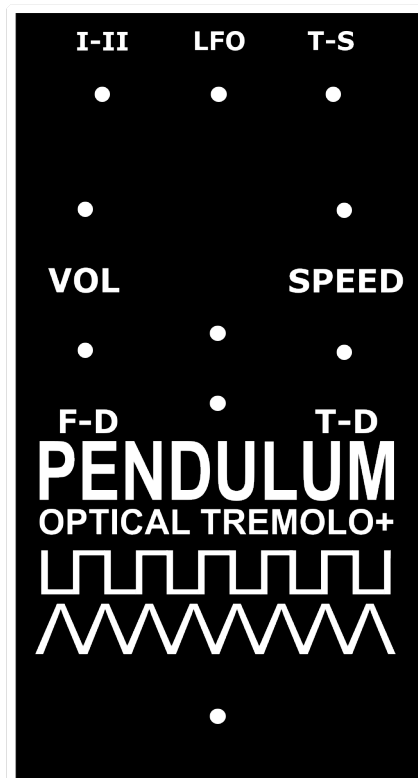 I-II LFO T-S
VOL SPEED
F-D T-D
PENDULUM
OPTICAL TREMOLO+